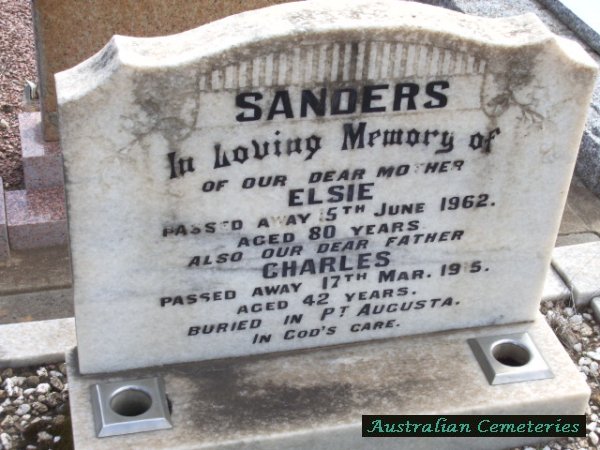 SANDERS
In Loving Memory of
OF OUR DEAR MOTHER
ELSIE
PASSED AWAY 5TH JUNE 1962.
AGED 80 YEARS
ALSO OUR DEAR FATHER
CHARLES
PASSED AWAY 17TH MAR. 1915.
AGED 42 YEARS.
BURIED IN PT AUGUSTA.
IN GOD'S CARE.
Australian Cemeteries